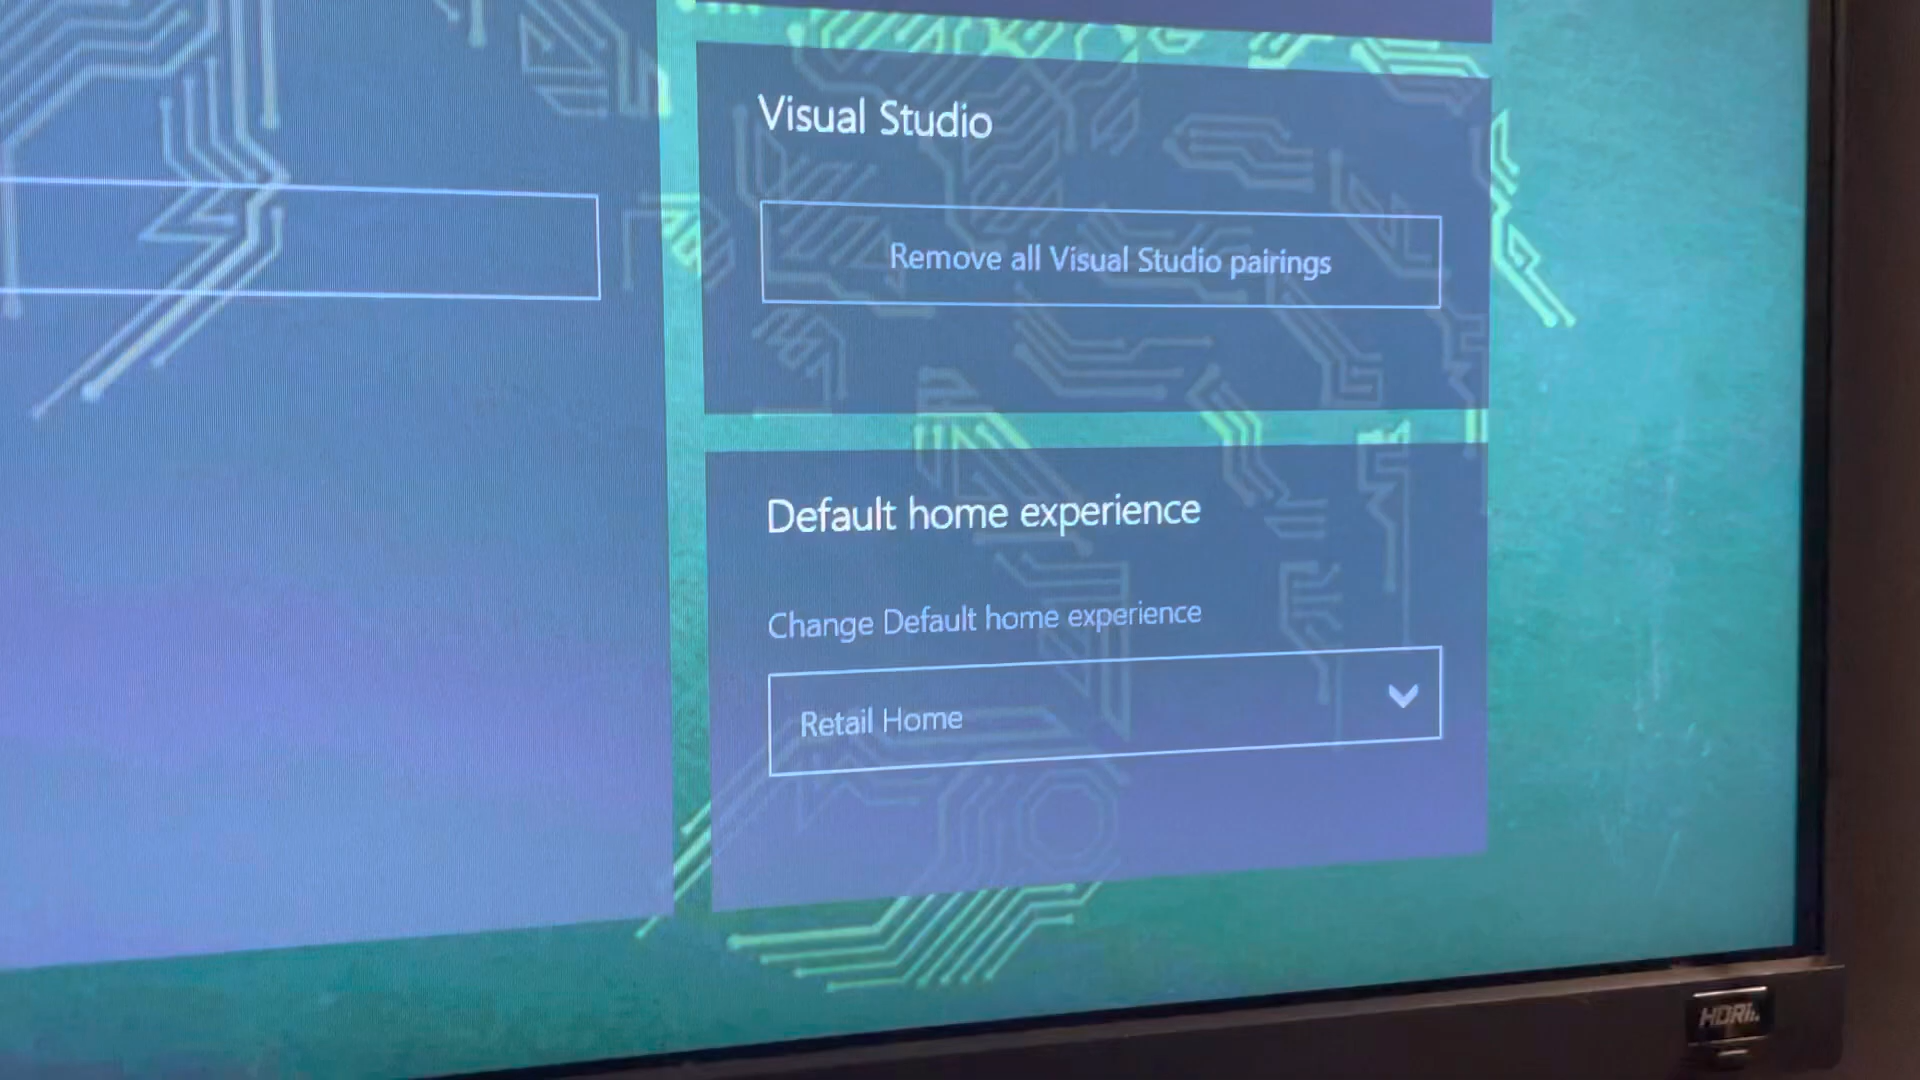 Visual Studio
Remove all Visual Studio pairings
Default home experience
Change Default home experience
Retail Home